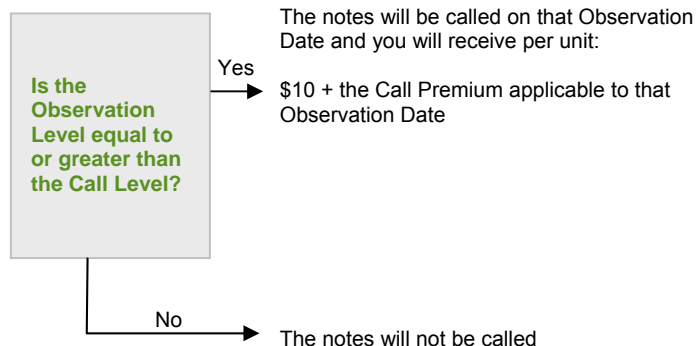 The notes will be called on that Observation
Date and you will receive per unit:
Yes
$10 + the Call Premium applicable to that
Observation Date
Is the
Observation
Level equal to
or greater than
the Call Level?
No
The notes will not be called